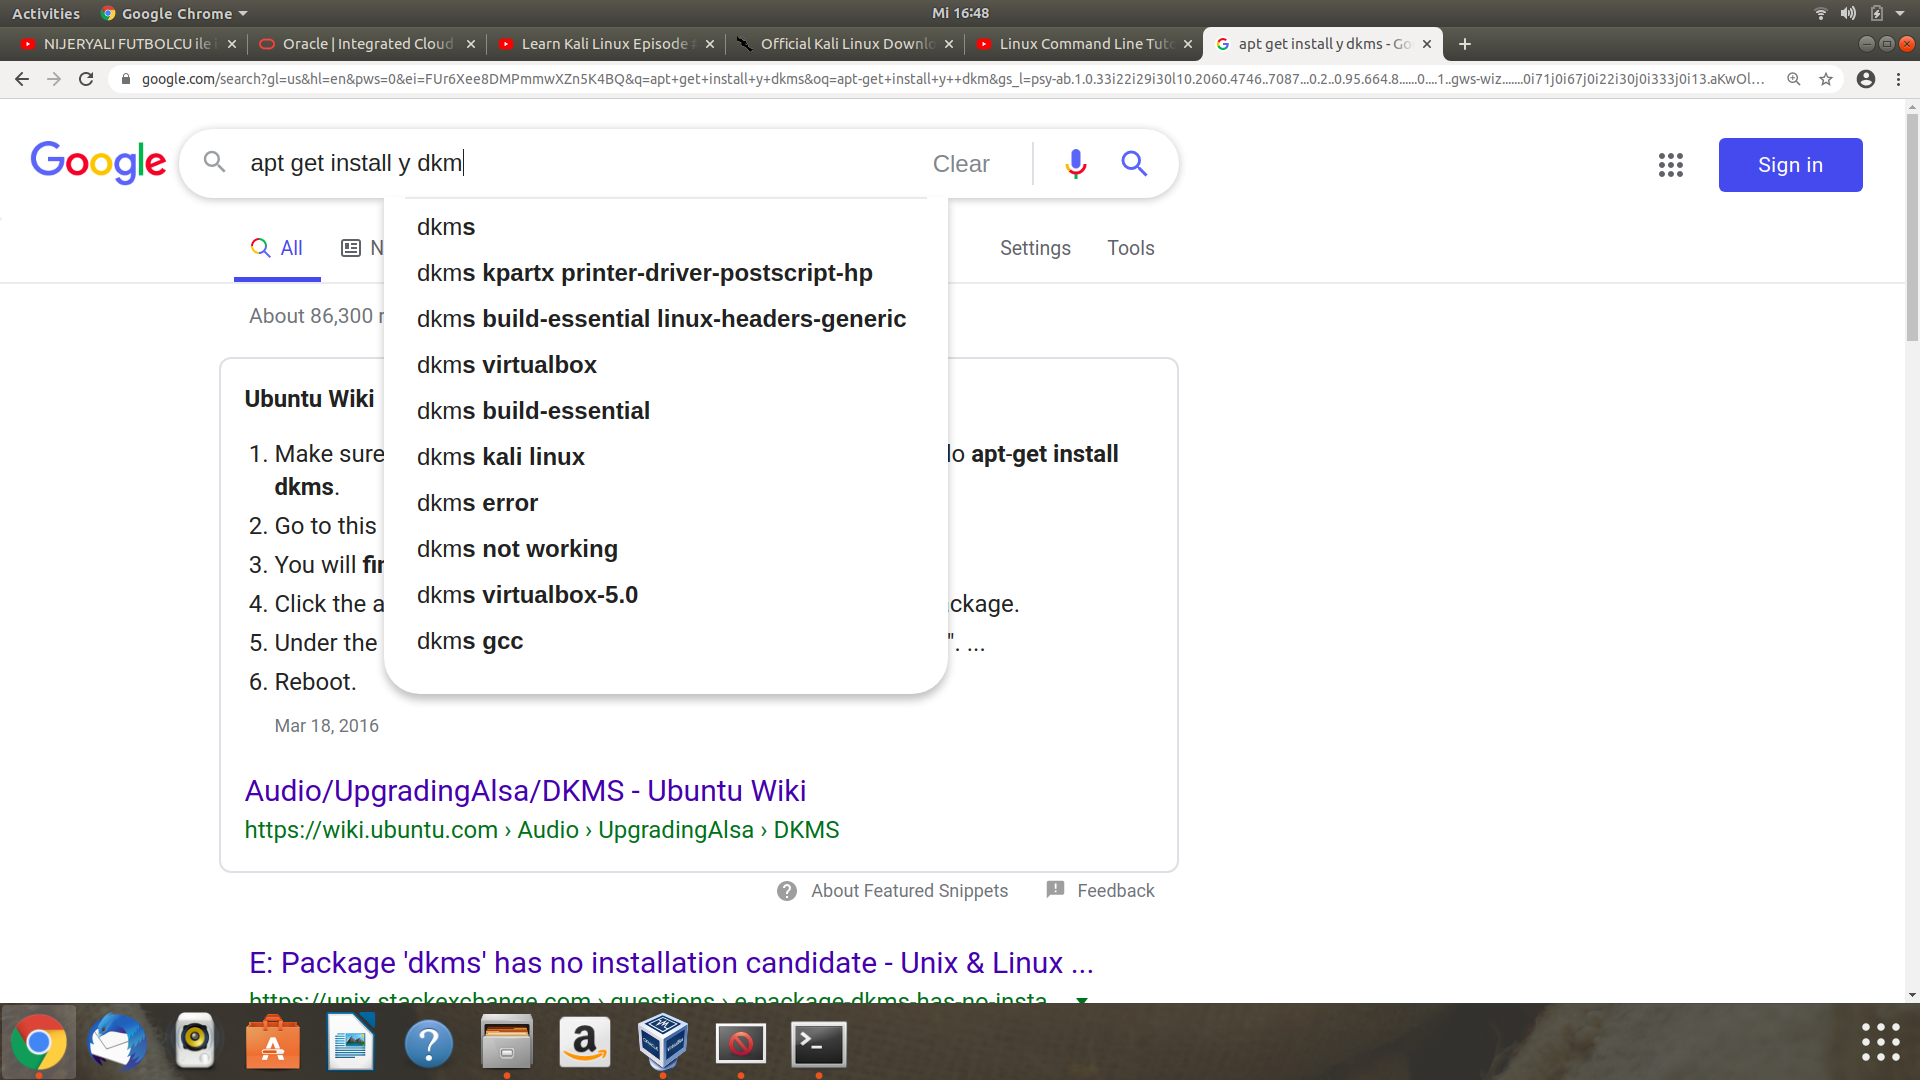 Activities Google Chrome Mi 16:48
NIJERYALI FUTBOLCU ile Oracle | Integrated Cloud Learn Kali Linux Episode Official Kali Linux Downlo Linux Command Line Tuto apt get install y dkms - Go
google.com/search?gl=us&hl=en&pws=0&ei=FUr6Xee8DMPmmwXZn5K4BQ&q=apt+get+install+y+dkms&oq=apt-get+install+y++dkm&gs_l=psy-ab.1.0.33i22i29i30l10.2060.4746..7087...0.2..0.95.664.8......0....1..gws-wiz.......0i71j0i67j0i22i30j0i333j0i13.aKwOl...
Google apt get install y dkm Clear Sign in
dkms
All N Settings Tools
dkms kpartx printer-driver-postscript-hp
About 86,300 r
dkms build-essential linux-headers-generic
dkms virtualbox
Ubuntu Wiki
dkms build-essential
1. Make sure lo apt-get install
dkms kali linux
dkms.
dkms error
2. Go to this
dkms not working
3. You will fin
dkms virtualbox-5.0
4. Click the a ckage.
dkms gcc
5. Under the ". ...
6. Reboot.
Mar 18, 2016
Audio/UpgradingAlsa/DKMS - Ubuntu Wiki
https://wiki.ubuntu.com › Audio › UpgradingAlsa › DKMS
About Featured Snippets Feedback
E: Package 'dkms' has no installation candidate - Unix & Linux ...
https://unix.stackexchange.com › questions › e-package-dkms-has-no-insta...